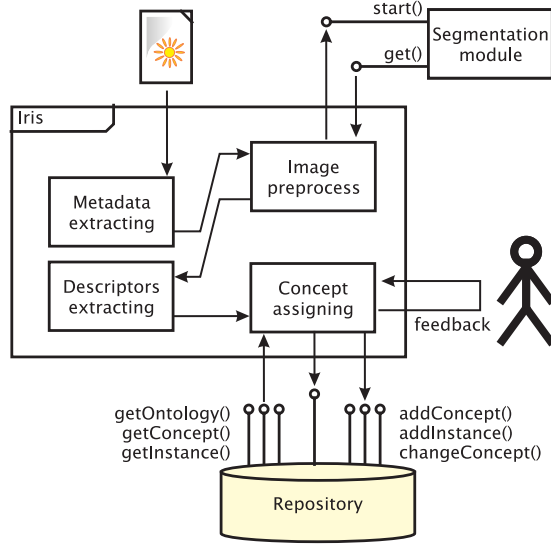 start()
Segmentation
module
get()
Iris
Image
preprocess
Metadata
extracting
Descriptors
extracting
Concept
assigning
feedback
getOntology()
getConcept()
getInstance()
addConcept()
addInstance()
changeConcept()
Repository